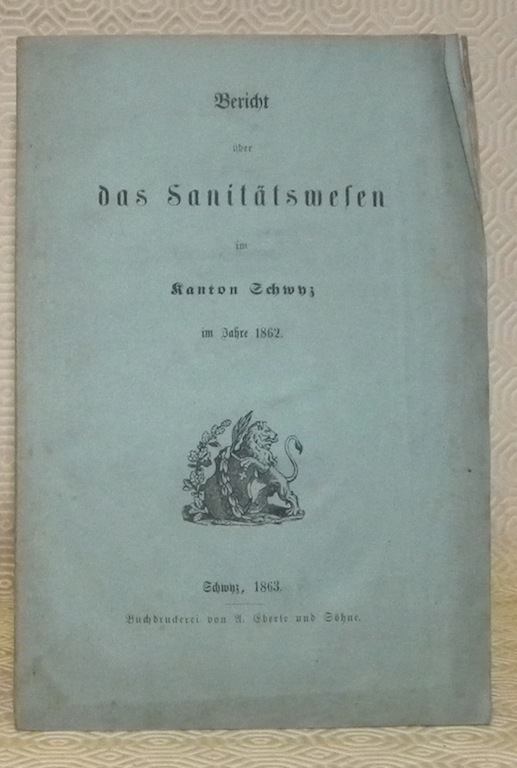 Bericht
über
das Sanitätswesen
im
Kanton Schwyz
im Jahre 1862.
Schwyz, 1863.
Buchdruckerei von A. Eberle und Söhne.